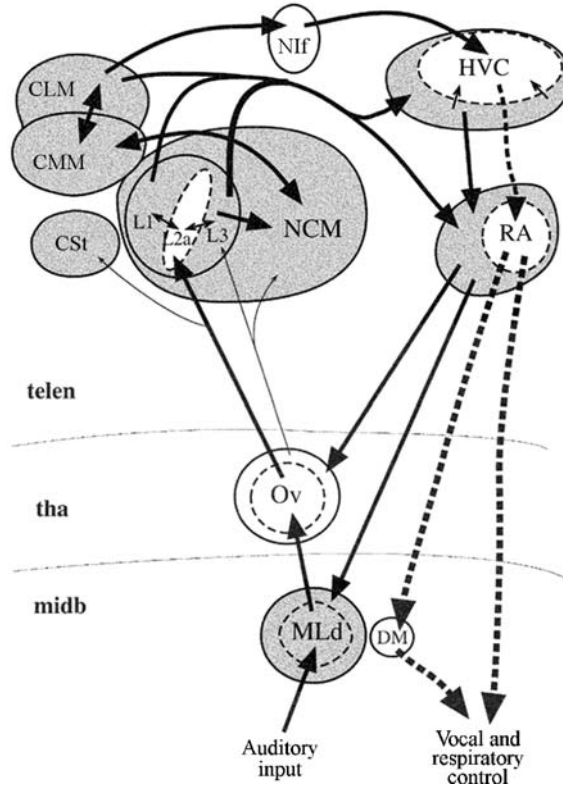 NIf
HVC
CLM
CMM
L1
L2a
L3
NCM
CSt
RA
telen
Ov
tha
midb
MLd
DM
Auditory
input
Vocal and
respiratory
control